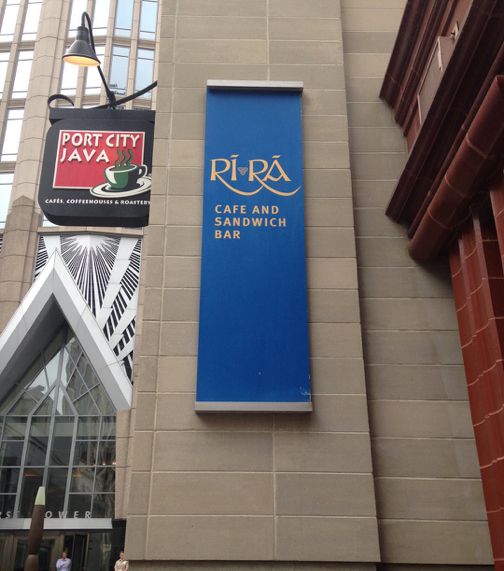 PORT CITY
JAVA
CAFÉS, COFFEEHOUSES & ROASTERY
RÍ RÁ
CAFE AND
SANDWICH
BAR